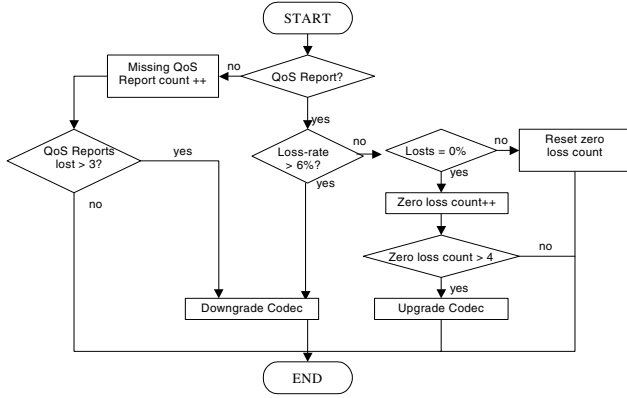 START
Missing QoS
Report count ++
no
QoS Report?
yes
QoS Reports
lost > 3?
yes
no
Loss-rate
> 6%?
no
yes
Losts = 0%
no
yes
Reset zero
loss count
Zero loss count++
Zero loss count > 4
no
yes
Downgrade Codec
Upgrade Codec
END